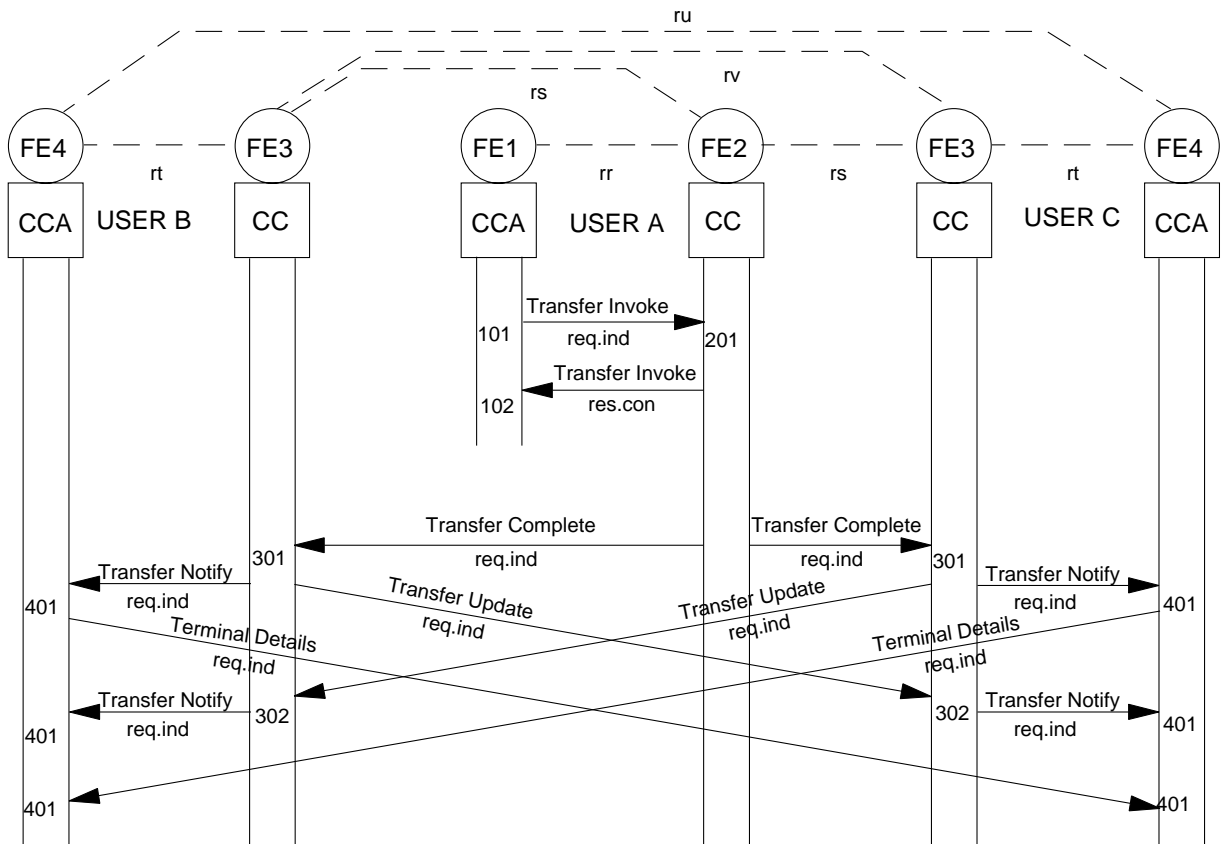 ru
rv
rs
FE4
FE3
FE1
FE2
FE3
FE4
rt
rr
rs
rt
CCA
USER B
CC
CCA
USER A
CC
CC
USER C
CCA
Transfer Invoke
101
req.ind
201
Transfer Invoke
102
res.con
Transfer Complete
Transfer Complete
301
req.ind
req.ind
301
Transfer Notify
Transfer Update
Transfer Update
Transfer Notify
401
req.ind
req.ind
req.ind
req.ind
401
Terminal Details
Terminal Details
req.ind
req.ind
Transfer Notify
302
302
Transfer Notify
401
req.ind
req.ind
401
401
401